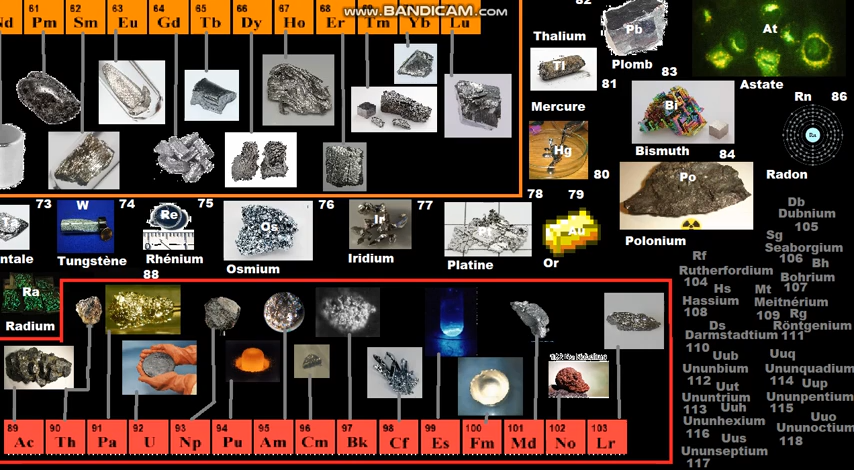 www.BANDICAM.com
61 62 63 64 65 66 67 68 Yb
Nd Pm Sm Eu Gd Tb Dy Ho Er Tm Yb Lu
82
Pb
Plomb
At
Astate
Thalium
Tl
83
81
Mercure
Bi
Bismuth
Rn 86
Rn
Radon
Hg
80
84
Po
Polonium
73 W 74 Re 75 Os 76 Ir 77 Pt 78 79 Au
ntale Tungstène Rhénium Osmium Iridium Platine Or
88
Ra
Radium
Db
Dubnium
105
Sg
Seaborgium
106 Bh
Bohrium
107
Rf
Rutherfordium
104
Hs Mt
Hassium Meitnérium
108 109 Rg
Ds Röntgenium
Darmstadtium 111
110
Uub Uuq
Ununbium Ununquadium
112 114
Uut Uup
Ununtrium Ununpentium
113 115
Uuh Uuo
Ununhexium Ununoctium
116 118
Uus
Ununseptium
117
89 90 91 92 93 94 95 96 97 98 99 100 101 102 103
Ac Th Pa U Np Pu Am Cm Bk Cf Es Fm Md No Lr